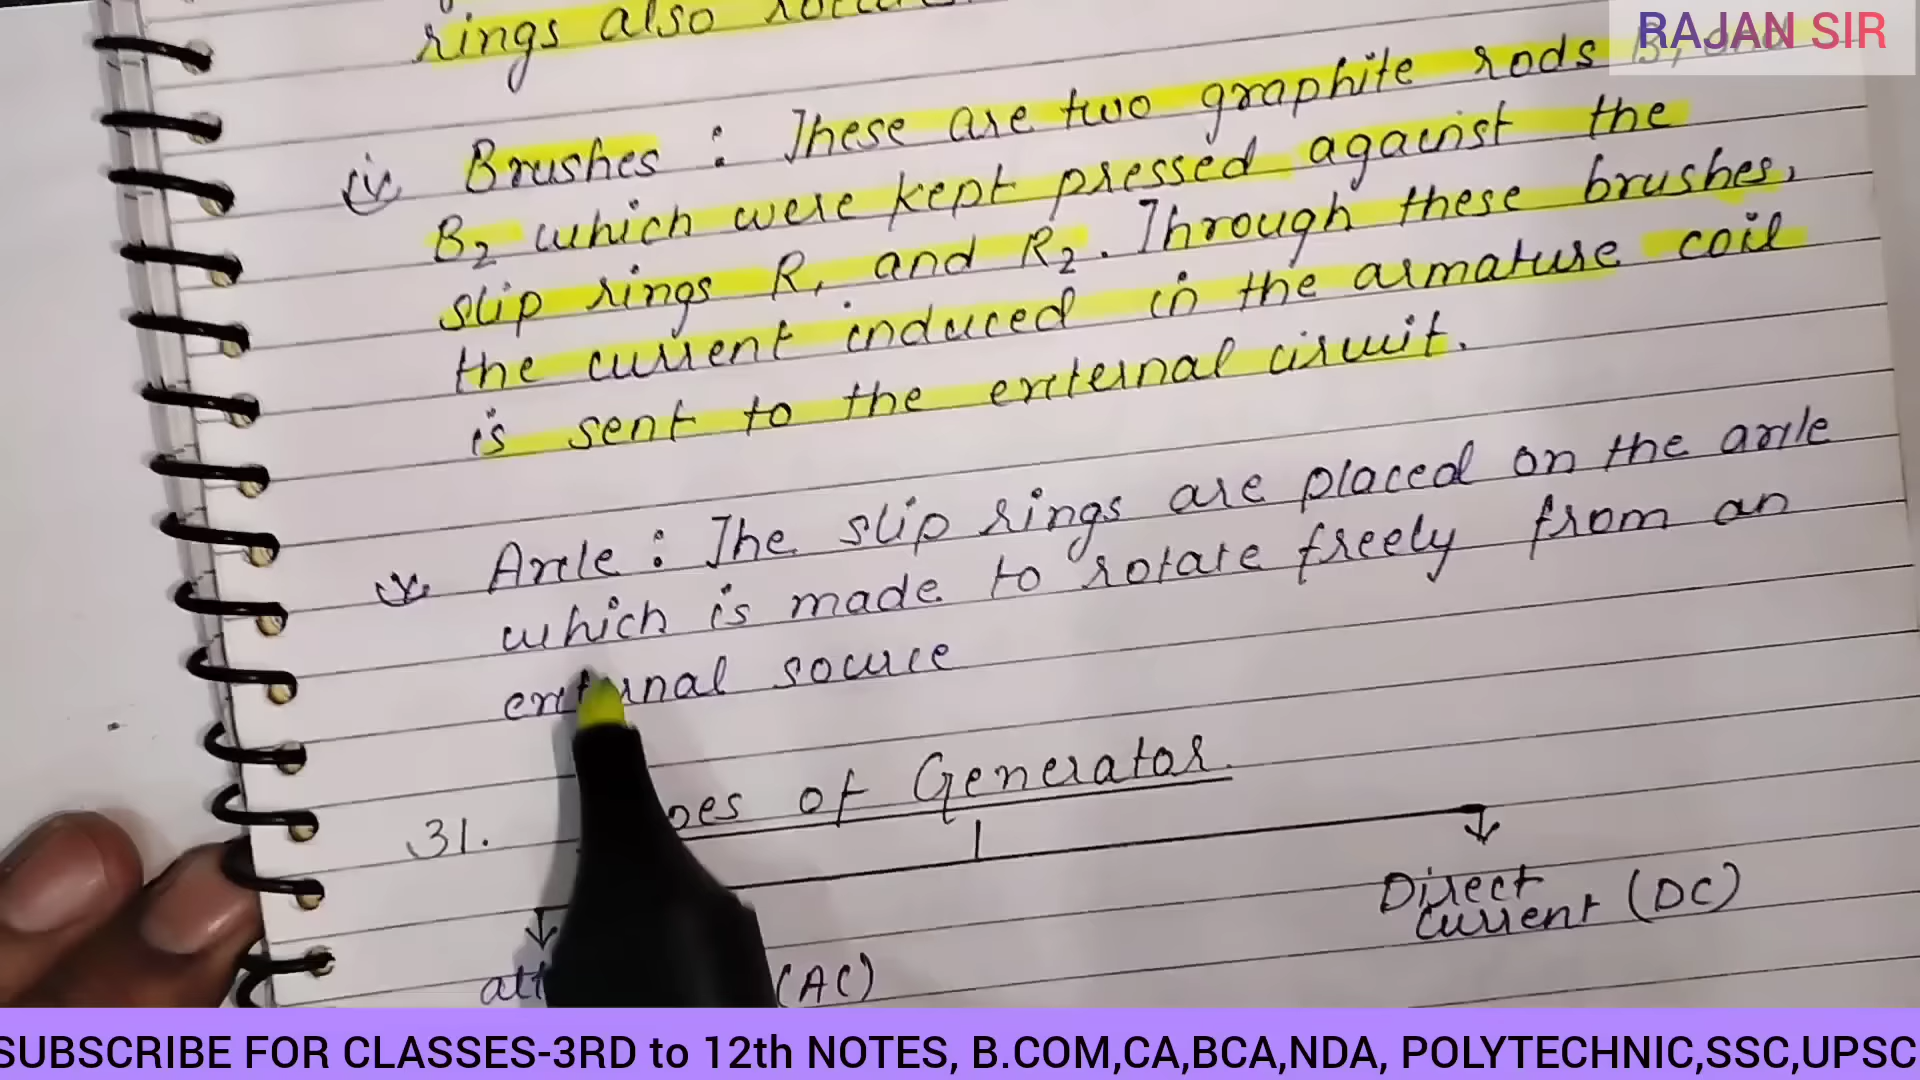 rings also
RAJAN SIR
(iv) Brushes : These are two graphite rods B1 and
B2 which were kept pressed against the
slip rings R1 and R2. Through these brushes,
the current induced in the armature coil
is sent to the external circuit.
(v) Axle : The slip rings are placed on the axle
which is made to rotate freely from an
external source
31. of Generator.
Direct
Current (DC)
(AC)
SUBSCRIBE FOR CLASSES-3RD to 12th NOTES, B.COM,CA,BCA,NDA, POLYTECHNIC,SSC,UPSC